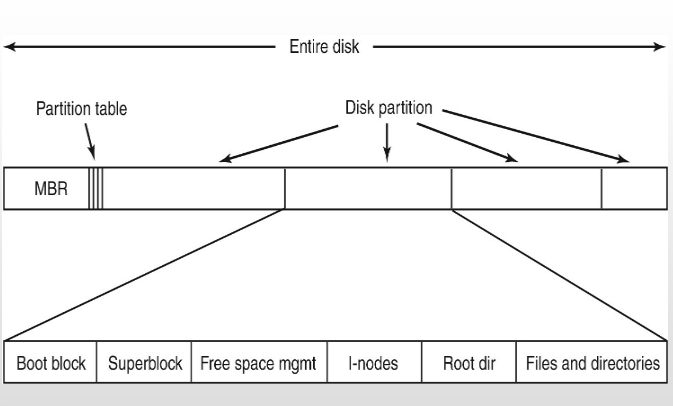 Entire disk
Partition table
Disk partition
MBR
Boot block
Superblock
Free space mgmt
I-nodes
Root dir
Files and directories